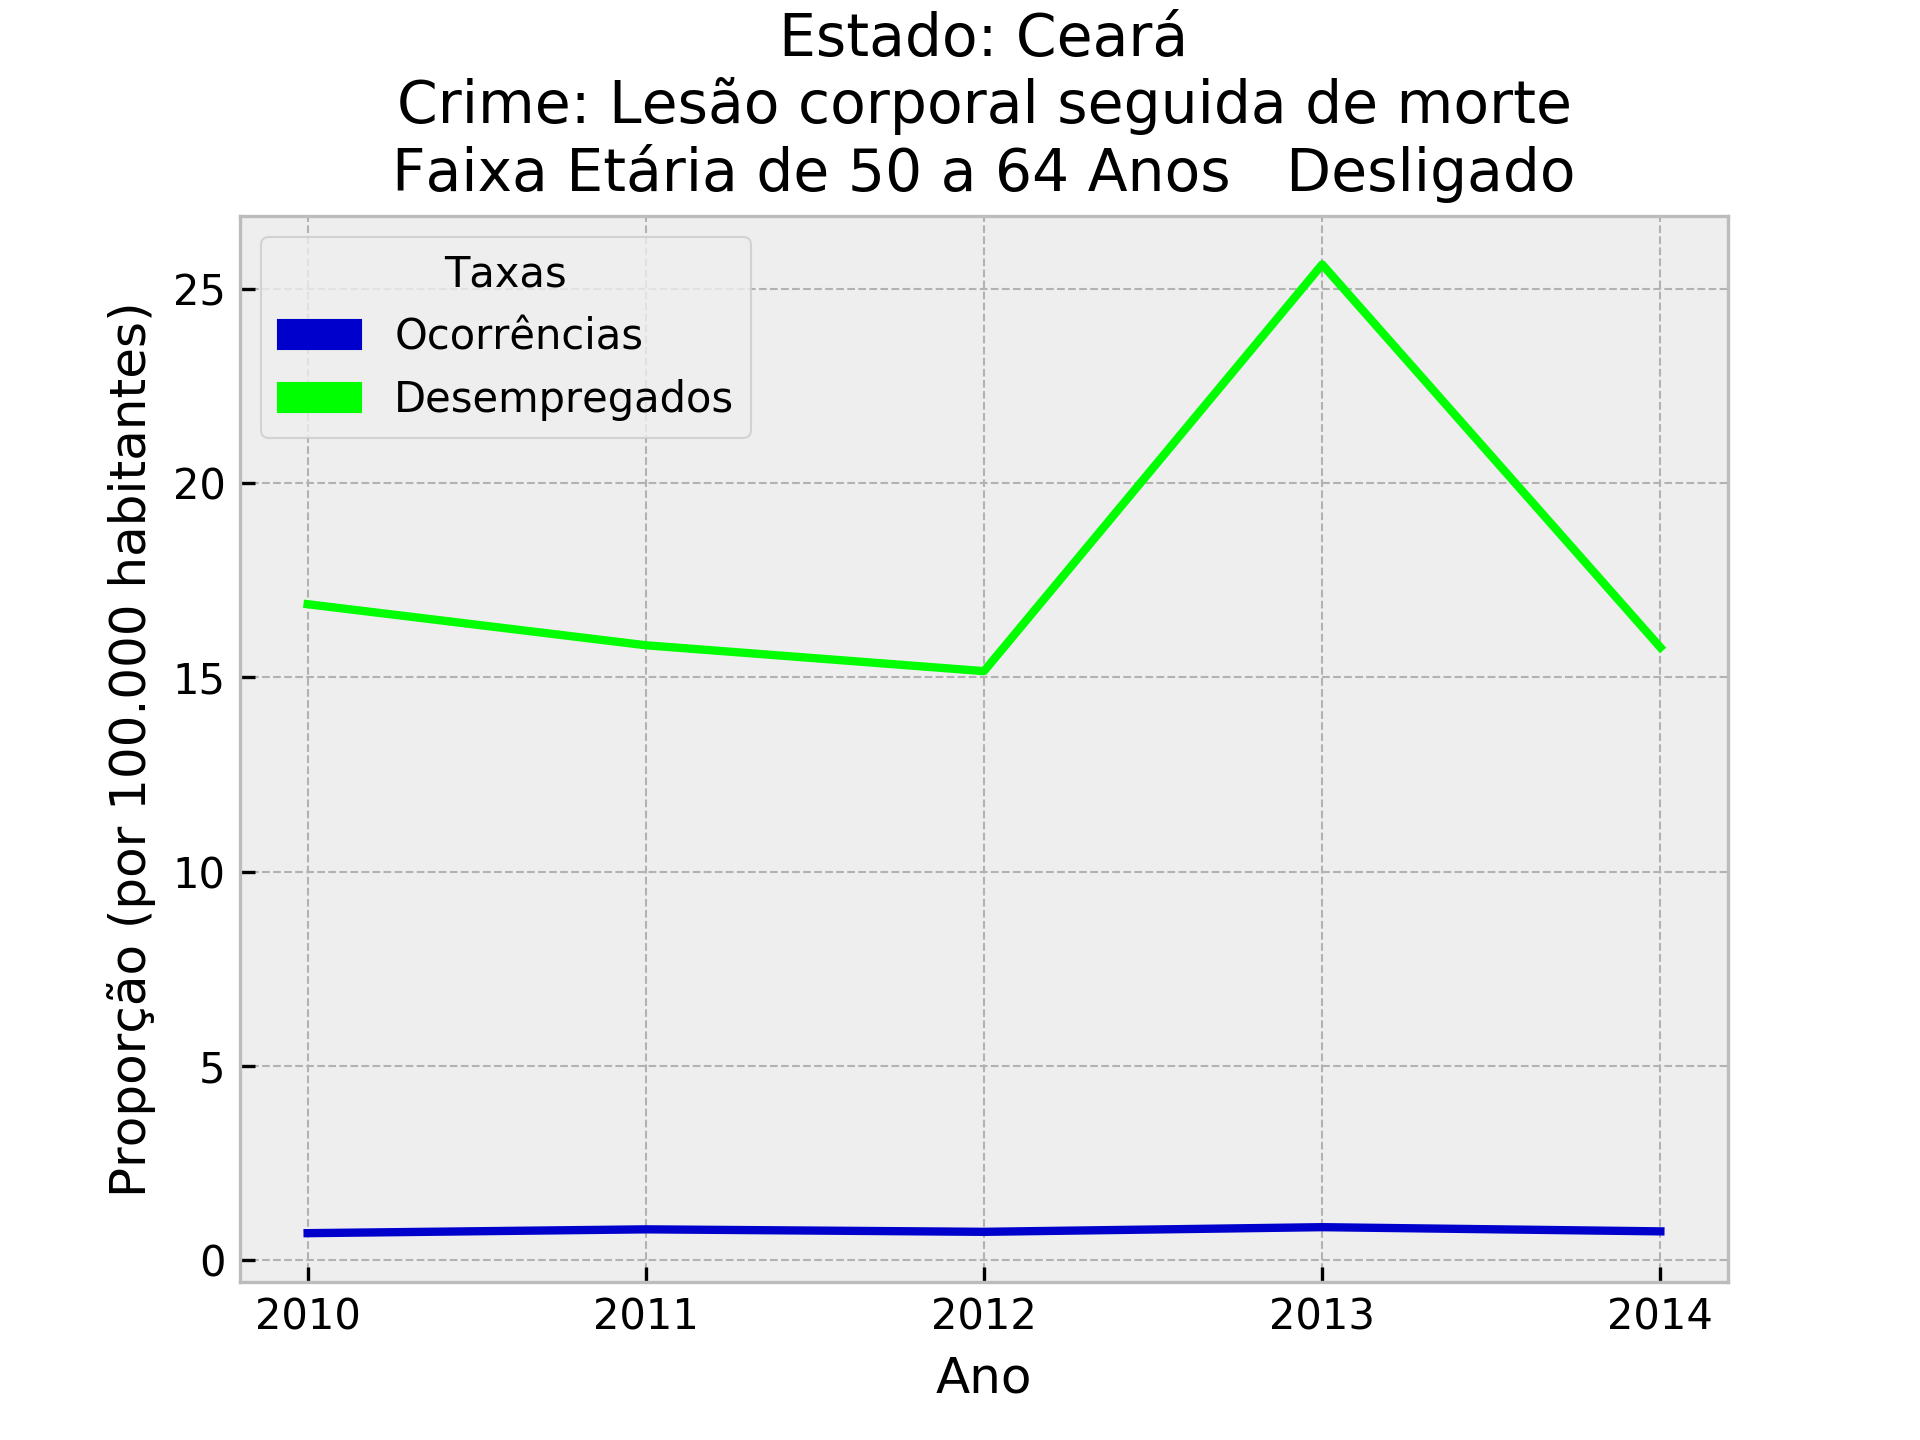 Estado: Ceará
Crime: Lesão corporal seguida de morte
Faixa Etária de 50 a 64 Anos   Desligado
Proporção (por 100.000 habitantes)
25
20
15
10
5
0
Taxas
Ocorrências
Desempregados
2010
2011
2012
2013
2014
Ano